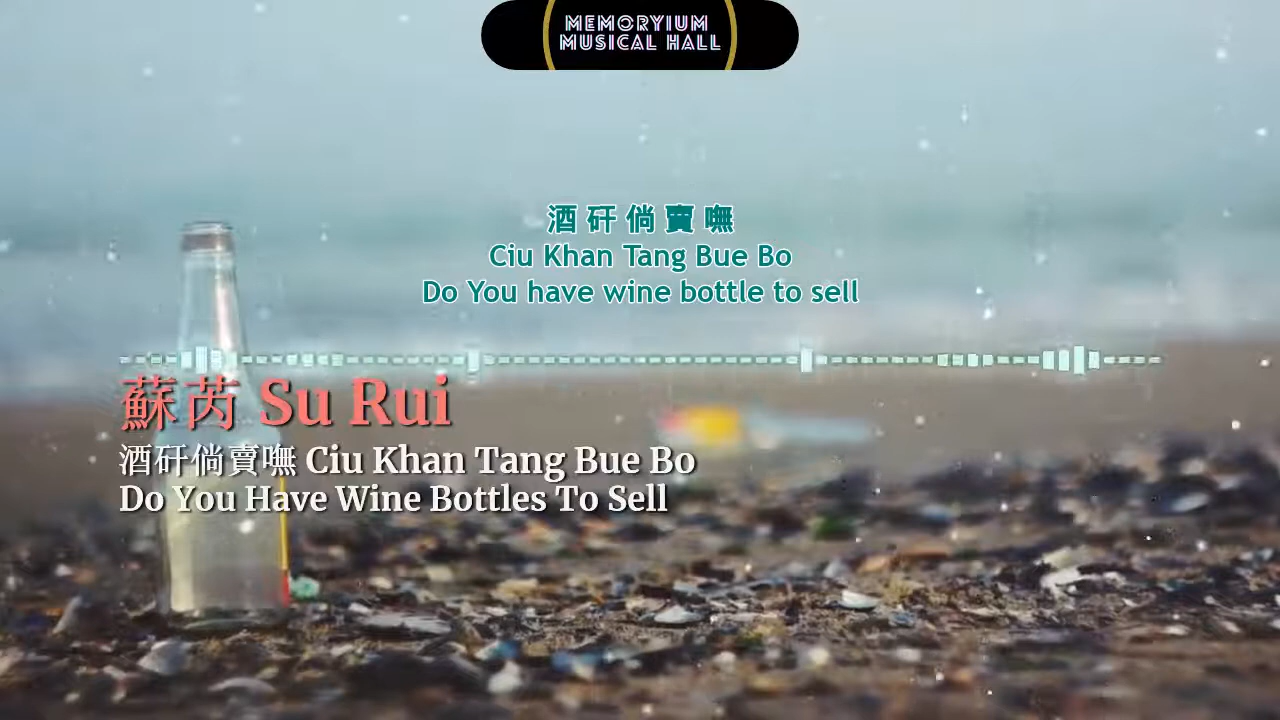 MEMORYIUM
MUSICAL HALL
酒矸倘賣嘸
Ciu Khan Tang Bue Bo
Do You have wine bottle to sell
蘇芮 Su Rui
酒矸倘賣嘸 Ciu Khan Tang Bue Bo
Do You Have Wine Bottles To Sell